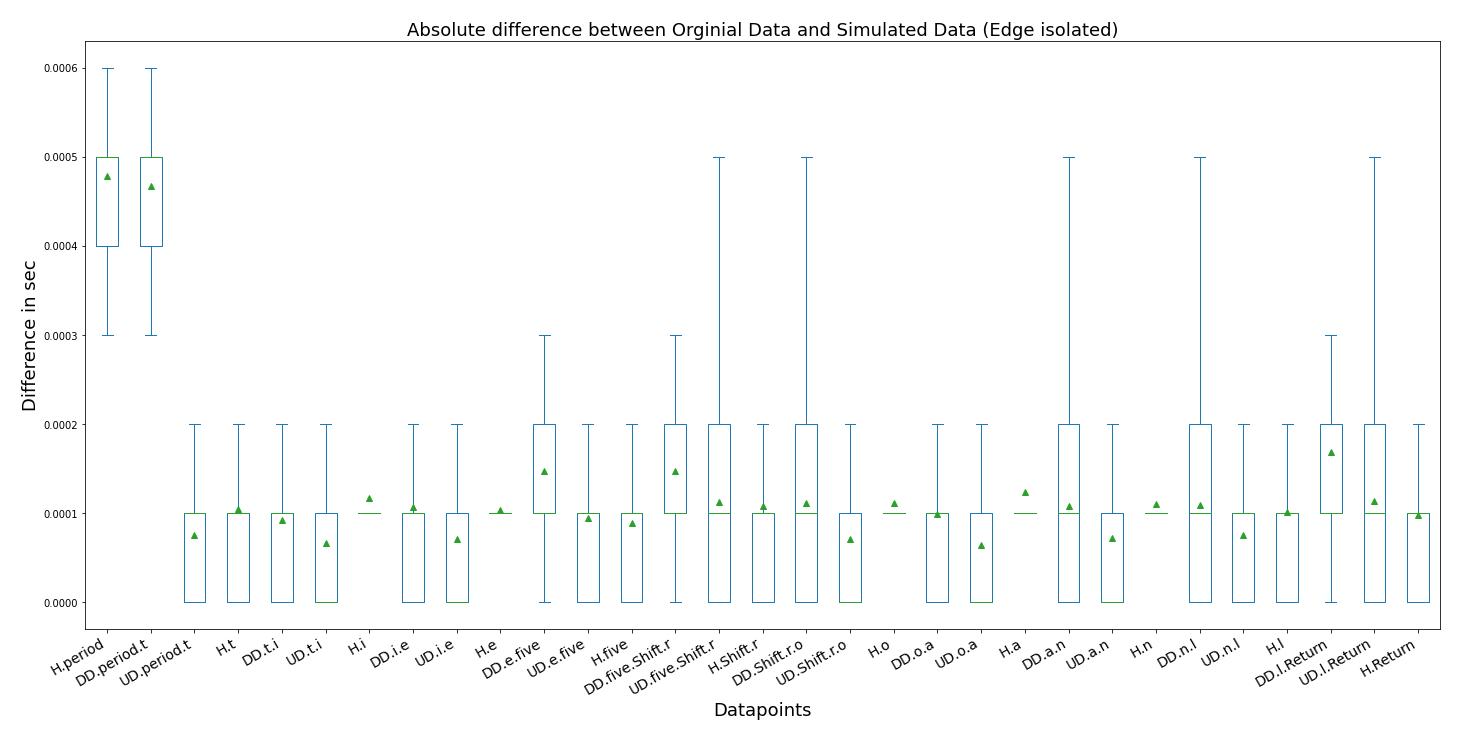 Absolute difference between Orginial Data and Simulated Data (Edge isolated)
Difference in sec
0.0006
0.0005
0.0004
0.0003
0.0002
0.0001
0.0000
H.period
DD.period.t
UD.period.t
H.t
DD.t.i
UD.t.i
H.i
DD.i.e
UD.i.e
H.e
DD.e.five
UD.e.five
H.five
DD.five.Shift.r
UD.five.Shift.r
H.Shift.r
DD.Shift.r.o
UD.Shift.r.o
H.o
DD.o.a
UD.o.a
H.a
DD.a.n
UD.a.n
H.n
DD.n.l
UD.n.l
H.l
DD.l.Return
UD.l.Return
H.Return
Datapoints